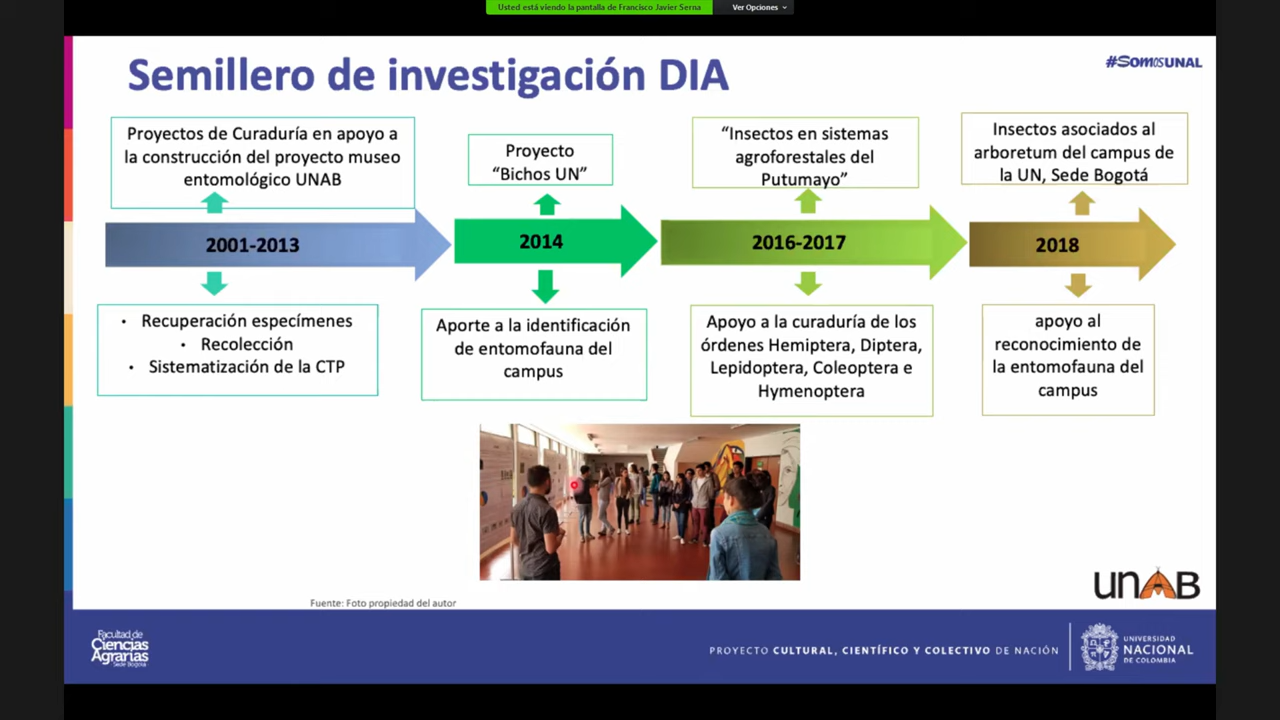 Usted está viendo la pantalla de Francisco Javier Serna
Ver Opciones
Semillero de investigación DIA
#SomosUNAL
Proyectos de Curaduría en apoyo a
la construcción del proyecto museo
entomológico UNAB
Proyecto
“Bichos UN”
“Insectos en sistemas
agroforestales del
Putumayo”
Insectos asociados al
arboretum del campus de
la UN, Sede Bogotá
2001-2013
2014
2016-2017
2018
• Recuperación especímenes
• Recolección
• Sistematización de la CTP
Aporte a la identificación
de entomofauna del
campus
Apoyo a la curaduría de los
órdenes Hemiptera, Diptera,
Lepidoptera, Coleoptera e
Hymenoptera
apoyo al
reconocimiento de
la entomofauna del
campus
Fuente: Foto propiedad del autor
UNAB
Facultad de
Ciencias
Agrarias
Sede Bogotá
PROYECTO CULTURAL, CIENTÍFICO Y COLECTIVO DE NACIÓN
UNIVERSIDAD
NACIONAL
DE COLOMBIA